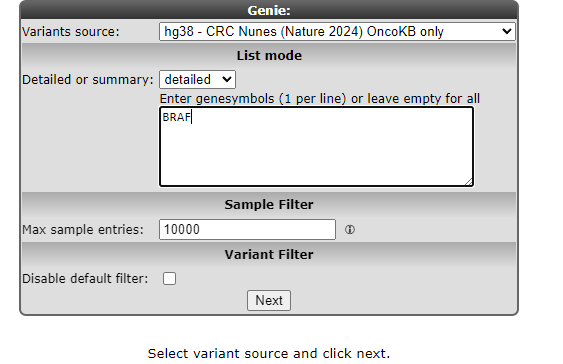 Genie:
Variants source: hg38 - CRC Nunes (Nature 2024) OncoKB only
List mode
Detailed or summary: detailed
Enter genesymbols (1 per line) or leave empty for all
BRAF
Sample Filter
Max sample entries: 10000
Variant Filter
Disable default filter:
Next
Select variant source and click next.